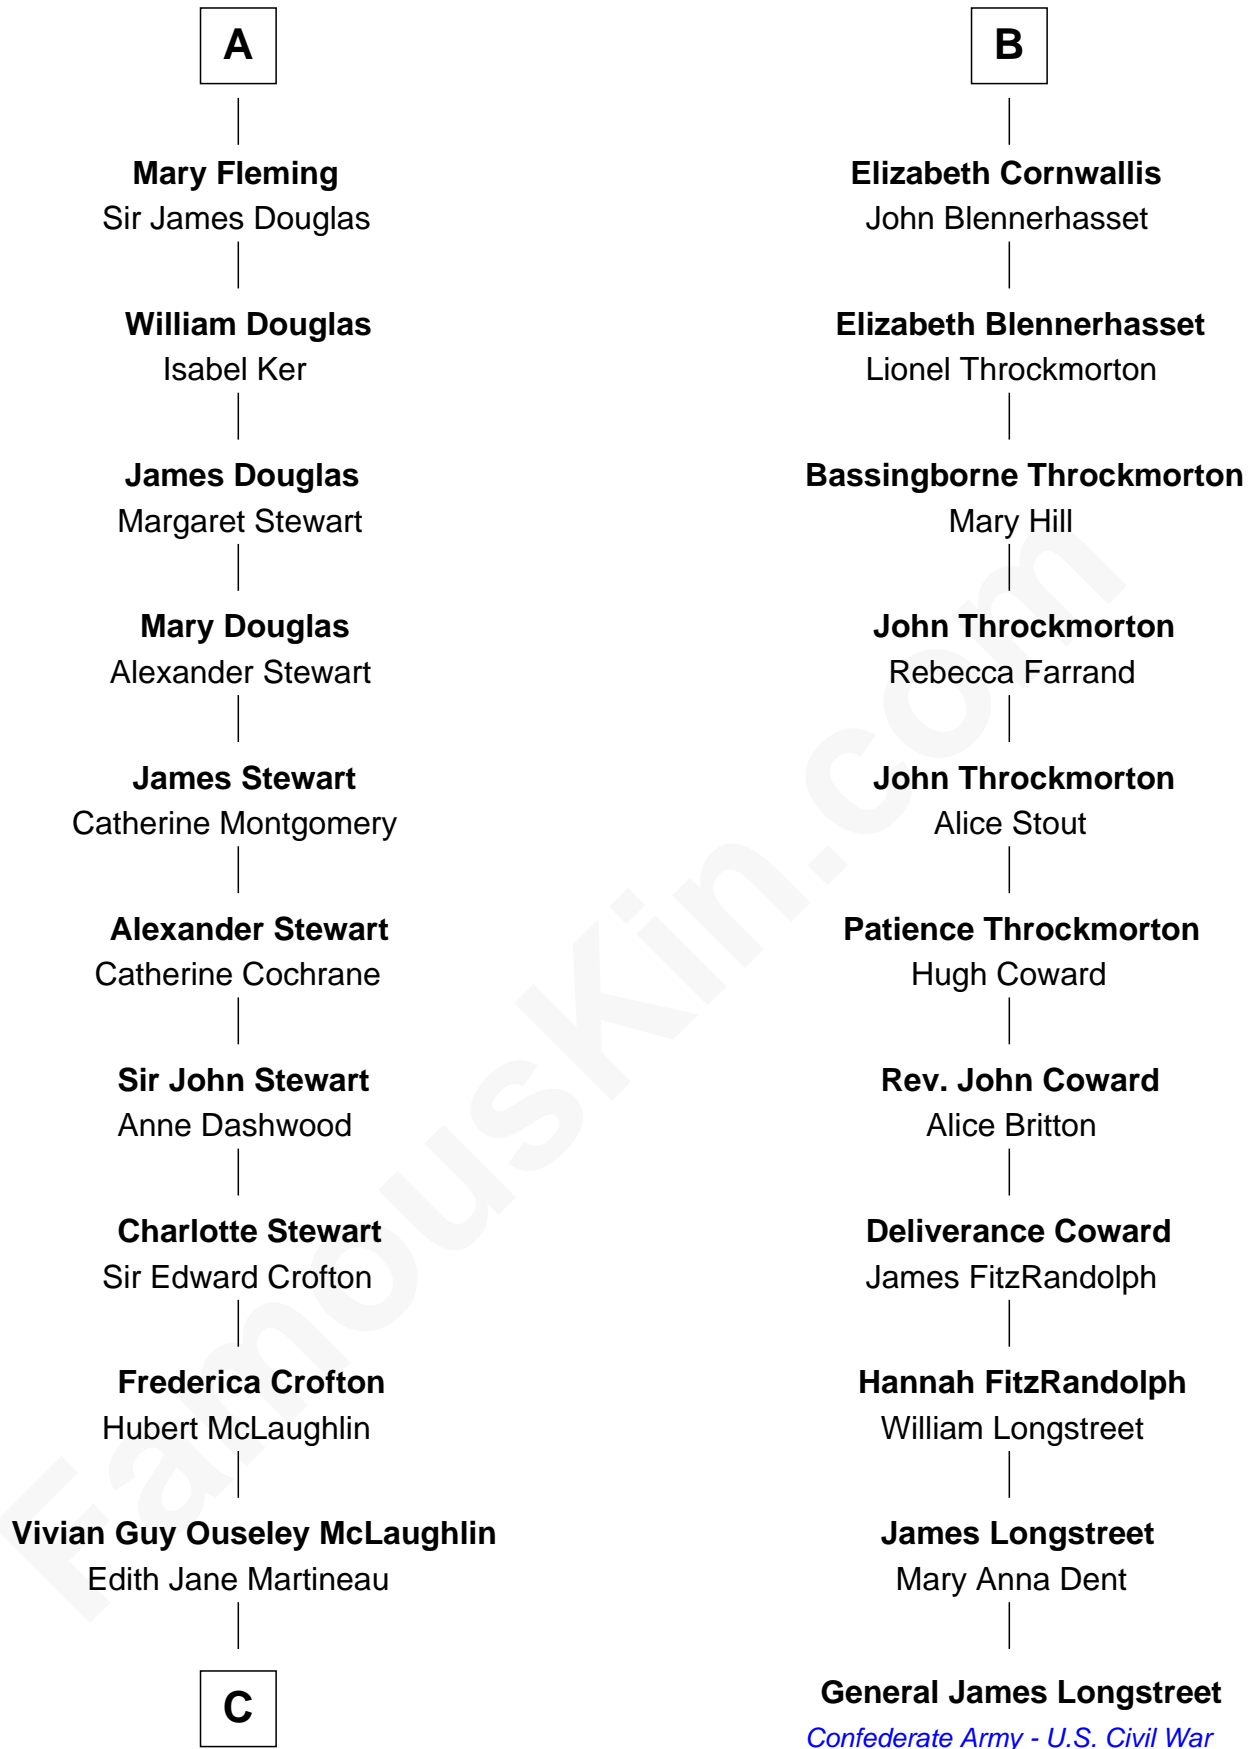 A
Mary Fleming
Sir James Douglas
William Douglas
Isabel Ker
James Douglas
Margaret Stewart
Mary Douglas
Alexander Stewart
James Stewart
Catherine Montgomery
Alexander Stewart
Catherine Cochrane
Sir John Stewart
Anne Dashwood
Charlotte Stewart
Sir Edward Crofton
Frederica Crofton
Hubert McLaughlin
Vivian Guy Ouseley McLaughlin
Edith Jane Martineau
C
B
Elizabeth Cornwallis
John Blennerhasset
Elizabeth Blennerhasset
Lionel Throckmorton
Bassingborne Throckmorton
Mary Hill
John Throckmorton
Rebecca Farrand
John Throckmorton
Alice Stout
Patience Throckmorton
Hugh Coward
Rev. John Coward
Alice Britton
Deliverance Coward
James FitzRandolph
Hannah FitzRandolph
William Longstreet
James Longstreet
Mary Anna Dent
General James Longstreet
Confederate Army - U.S. Civil War
FamousKin.com